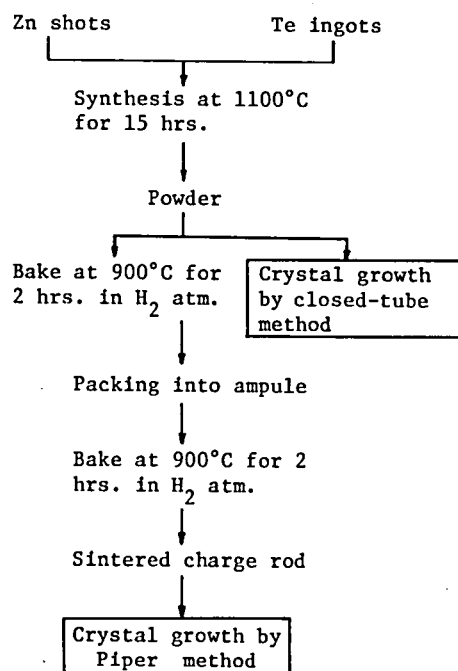 Zn shots
Te ingots
Synthesis at 1100°C
for 15 hrs.
Powder
Bake at 900°C for
2 hrs. in H2 atm.
Crystal growth
by closed-tube
method
Packing into ampule
Bake at 900°C for 2
hrs. in H2 atm.
Sintered charge rod
Crystal growth by
Piper method